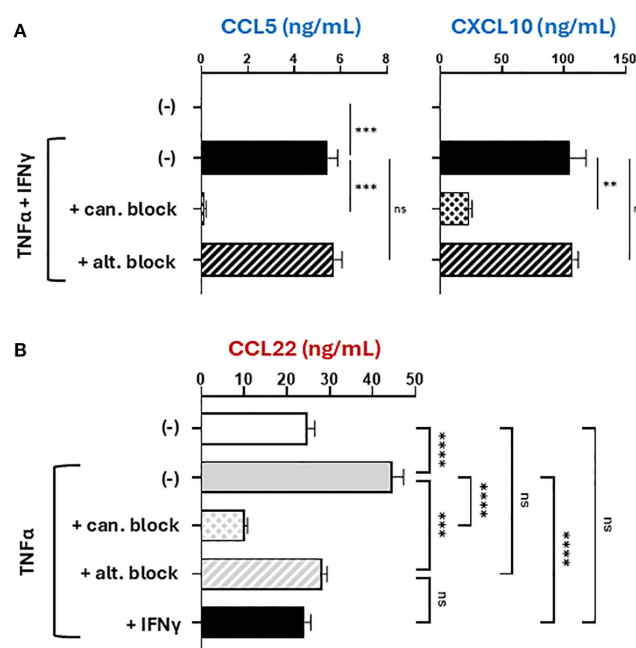 A
CCL5 (ng/mL)
CXCL10 (ng/mL)
0 2 4 6 8
0 50 100 150
(-)
(-)
+ can. block
+ alt. block
TNFα + IFNγ
***
***
ns
**
B
CCL22 (ng/mL)
0 10 20 30 40 50
(-)
(-)
+ can. block
+ alt. block
+ IFNγ
TNFα
****
***
ns
****
ns
****
ns